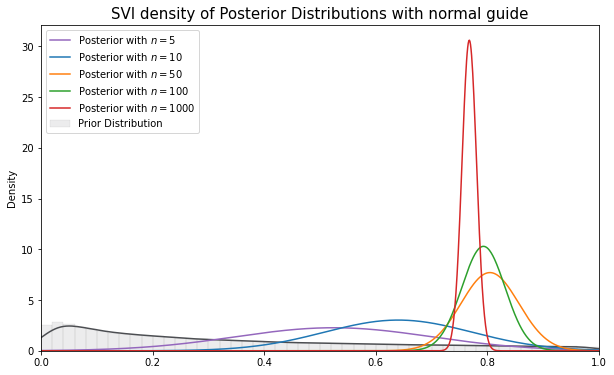 SVI density of Posterior Distributions with normal guide
Posterior with n = 5
Posterior with n = 10
Posterior with n = 50
Posterior with n = 100
Posterior with n = 1000
Prior Distribution
Density
30
25
20
15
10
5
0
0.0 0.2 0.4 0.6 0.8 1.0